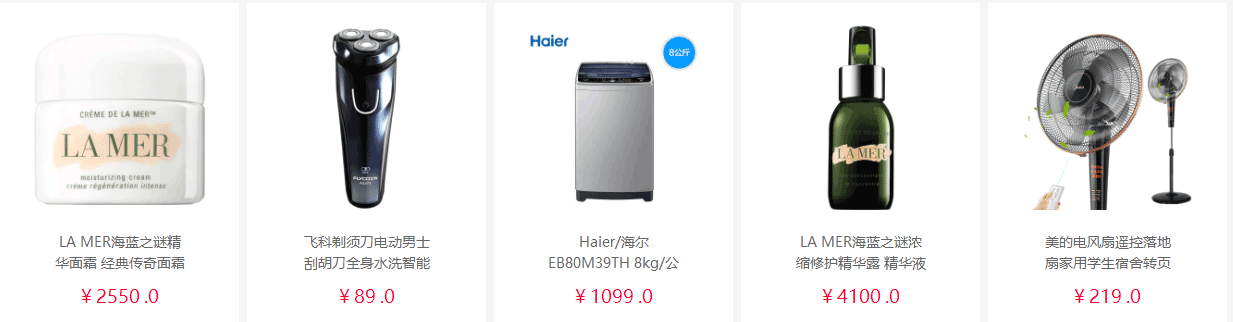 CRÈME DE LA MER™
LA MER
moisturizing cream
crème régénération intense
LA MER海蓝之谜精
华面霜 经典传奇面霜
￥2550 .0
FLYCO
飞科剃须刀电动男士
刮胡刀全身水洗智能
￥89 .0
Haier
8公斤
Haier/海尔
EB80M39TH 8kg/公
￥1099 .0
LA MER
LA MER海蓝之谜浓
缩修护精华露 精华液
￥4100 .0
美的电风扇遥控落地
扇家用学生宿舍转页
￥219 .0